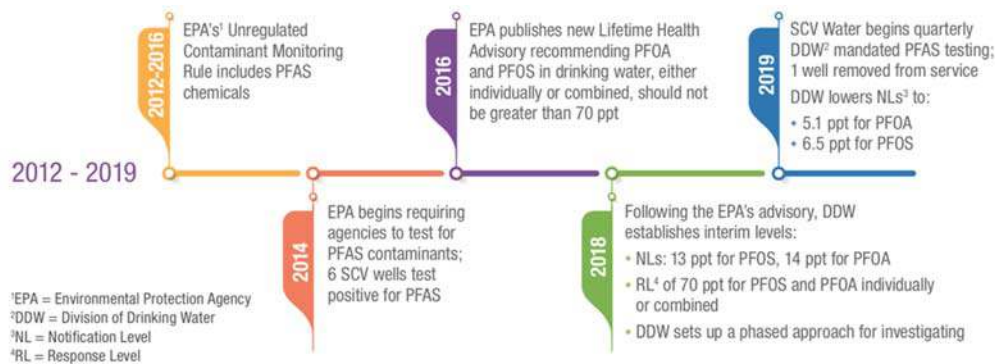 2012-2016
EPA's¹ Unregulated
Contaminant Monitoring
Rule includes PFAS
chemicals
2016
EPA publishes new Lifetime Health
Advisory recommending PFOA
and PFOS in drinking water, either
individually or combined, should not
be greater than 70 ppt
2019
SCV Water begins quarterly
DDW² mandated PFAS testing;
1 well removed from service
DDW lowers NLs³ to:
• 5.1 ppt for PFOA
• 6.5 ppt for PFOS
2012 - 2019
2014
EPA begins requiring
agencies to test for
PFAS contaminants;
6 SCV wells test
positive for PFAS
2018
Following the EPA's advisory, DDW
establishes interim levels:
• NLs: 13 ppt for PFOS, 14 ppt for PFOA
• RL⁴ of 70 ppt for PFOS and PFOA individually
or combined
• DDW sets up a phased approach for investigating
¹EPA = Environmental Protection Agency
²DDW = Division of Drinking Water
³NL = Notification Level
⁴RL = Response Level